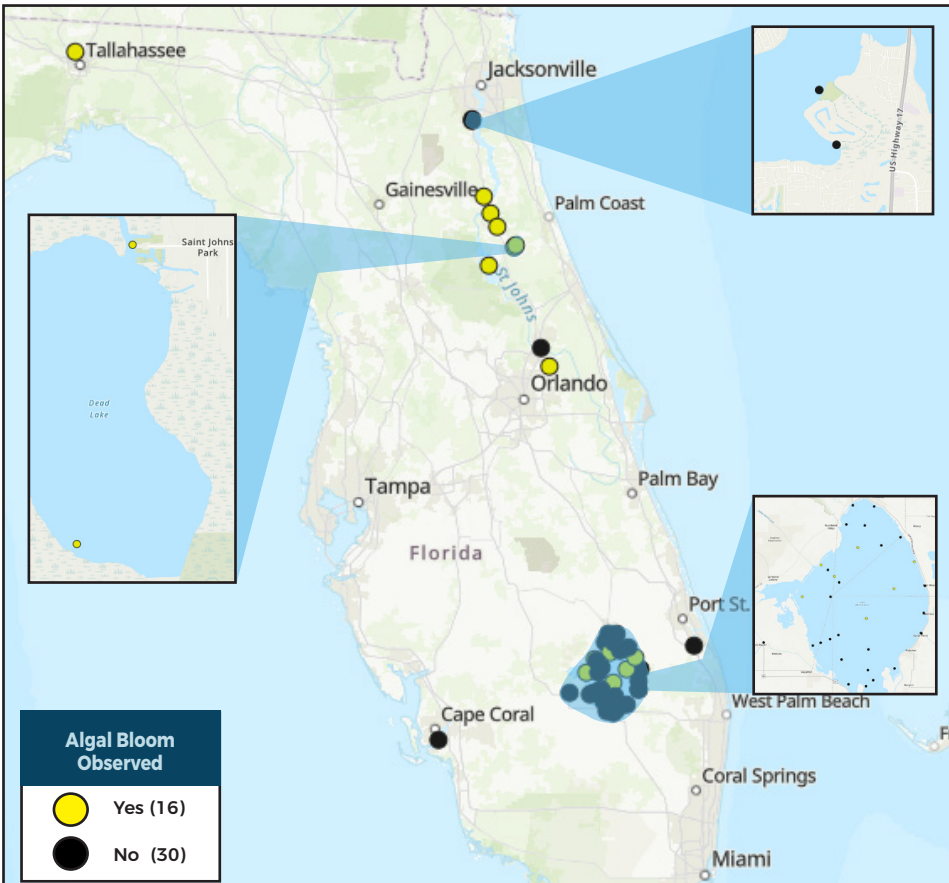 Tallahassee
Jacksonville
US Highway 17
Gainesville
Palm Coast
Saint Johns
Park
St Johns
Dead
Lake
Orlando
Palm Bay
Tampa
Florida
Port St.
West Palm Beach
Cape Coral
Algal Bloom
Observed
Yes (16)
No (30)
Coral Springs
F
Miami